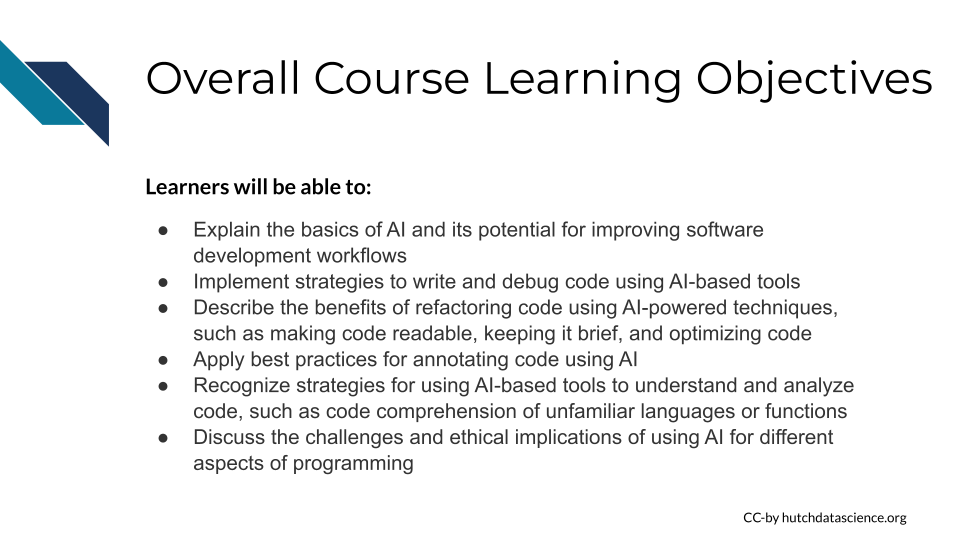 Overall Course Learning Objectives
Learners will be able to:
● Explain the basics of AI and its potential for improving software
development workflows
● Implement strategies to write and debug code using AI-based tools
● Describe the benefits of refactoring code using AI-powered techniques,
such as making code readable, keeping it brief, and optimizing code
● Apply best practices for annotating code using AI
● Recognize strategies for using AI-based tools to understand and analyze
code, such as code comprehension of unfamiliar languages or functions
● Discuss the challenges and ethical implications of using AI for different
aspects of programming
CC-by hutchdatascience.org